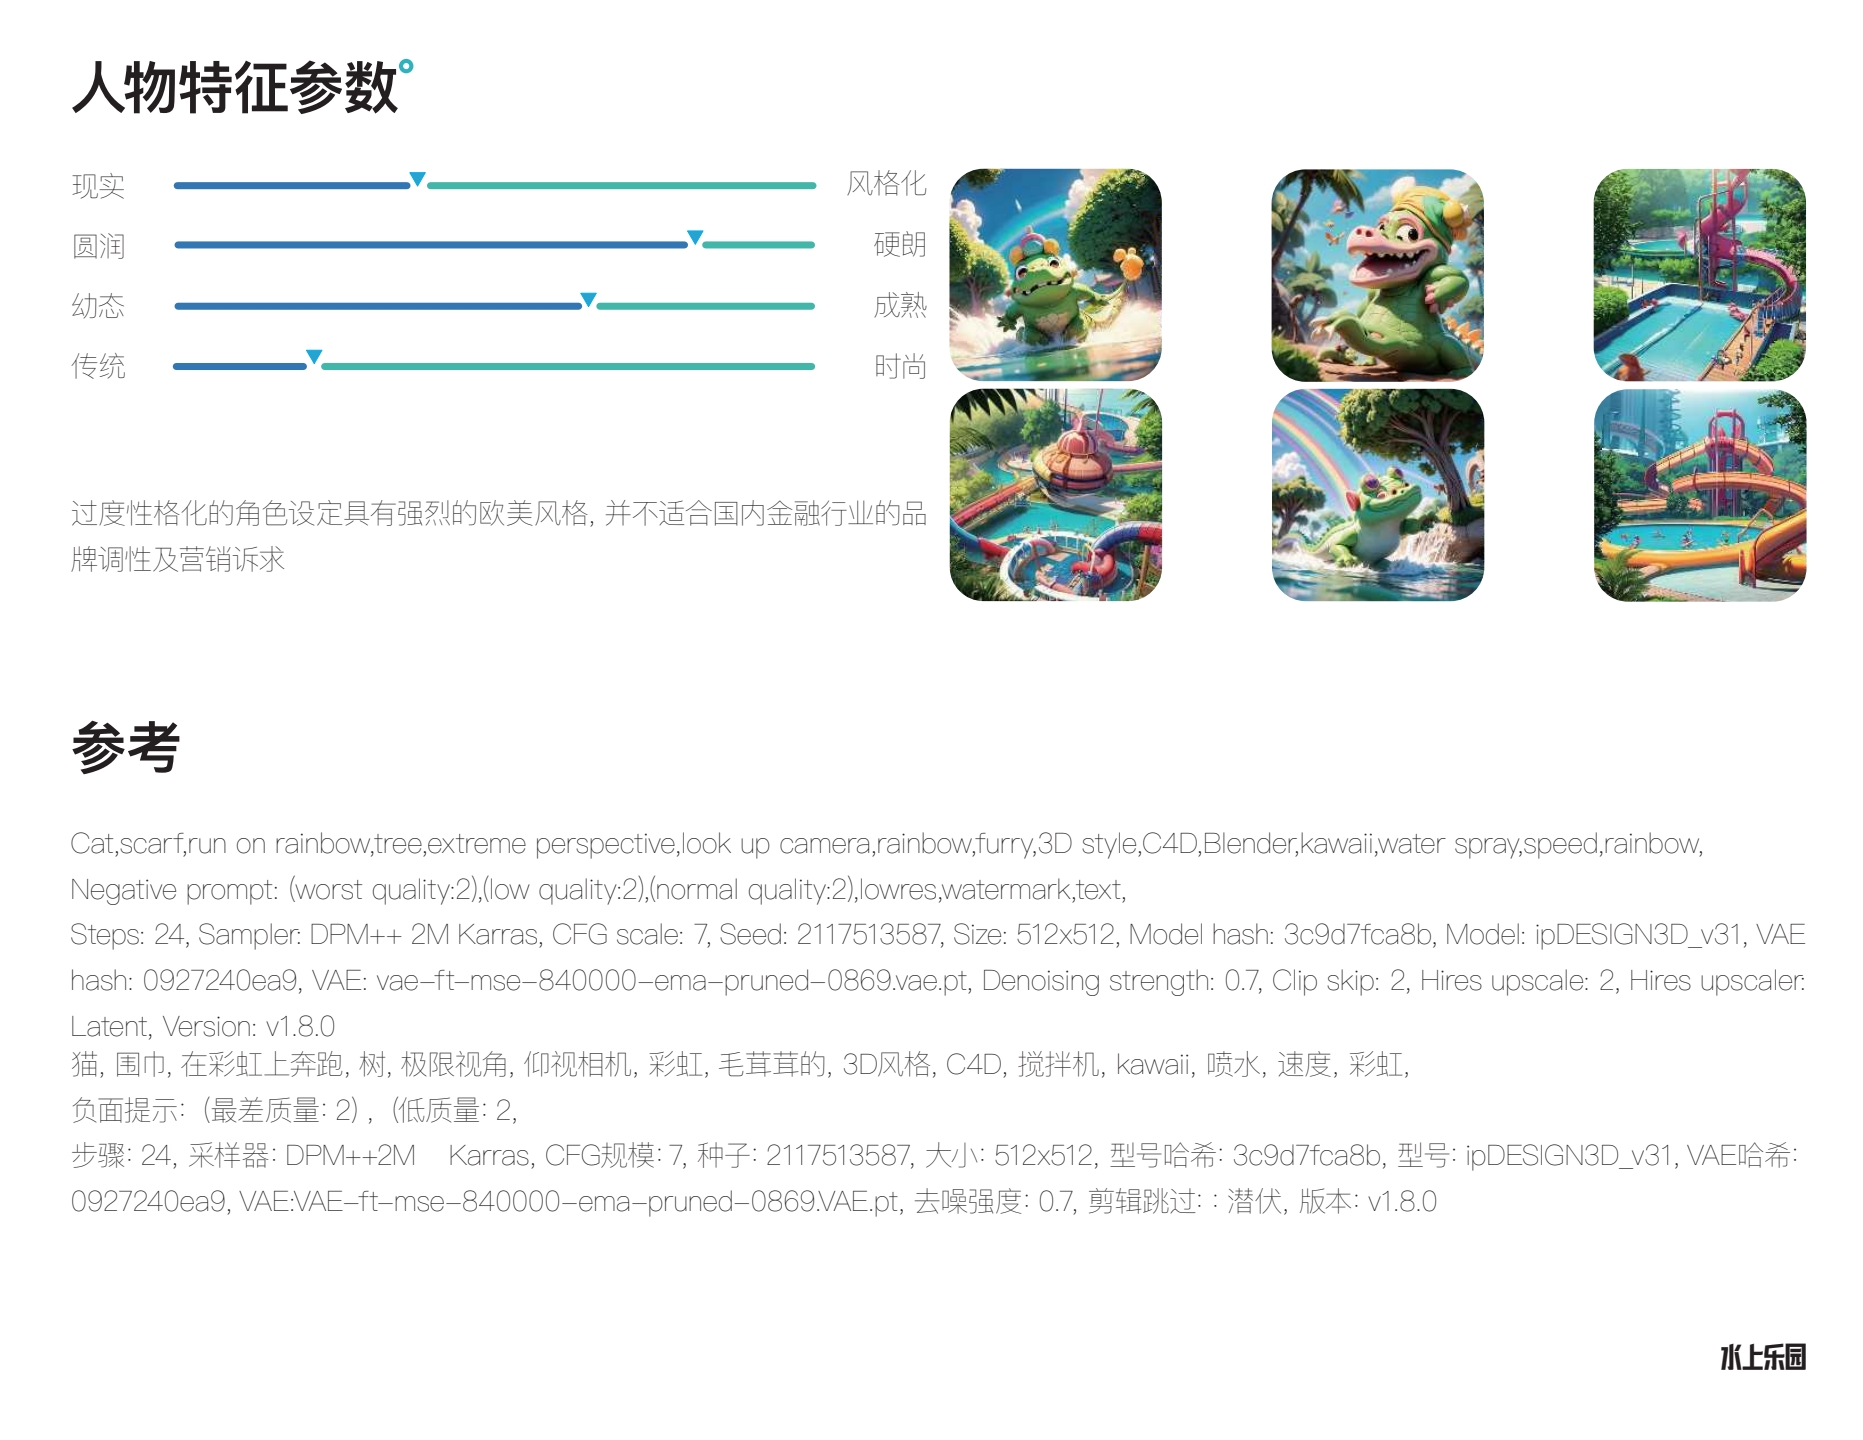 人物特征参数
现实 风格化
圆润 硬朗
幼态 成熟
传统 时尚
过度性格化的角色设定具有强烈的欧美风格, 并不适合国内金融行业的品
牌调性及营销诉求
参考
Cat,scarf,run on rainbow,tree,extreme perspective,look up camera,rainbow,furry,3D style,C4D,Blender,kawaii,water spray,speed,rainbow,
Negative prompt: (worst quality:2),(low quality:2),(normal quality:2),lowres,watermark,text,
Steps: 24, Sampler: DPM++ 2M Karras, CFG scale: 7, Seed: 2117513587, Size: 512x512, Model hash: 3c9d7fca8b, Model: ipDESIGN3D_v31, VAE
hash: 0927240ea9, VAE: vae-ft-mse-840000-ema-pruned-0869.vae.pt, Denoising strength: 0.7, Clip skip: 2, Hires upscale: 2, Hires upscaler:
Latent, Version: v1.8.0
猫, 围巾, 在彩虹上奔跑, 树, 极限视角, 仰视相机, 彩虹, 毛茸茸的, 3D风格, C4D, 搅拌机, kawaii, 喷水, 速度, 彩虹,
负面提示: (最差质量: 2) , (低质量: 2,
步骤: 24, 采样器: DPM++2M Karras, CFG规模: 7, 种子: 2117513587, 大小: 512x512, 型号哈希: 3c9d7fca8b, 型号: ipDESIGN3D_v31, VAE哈希:
0927240ea9, VAE:VAE-ft-mse-840000-ema-pruned-0869.VAE.pt, 去噪强度: 0.7, 剪辑跳过: : 潜伏, 版本: v1.8.0
水上乐园